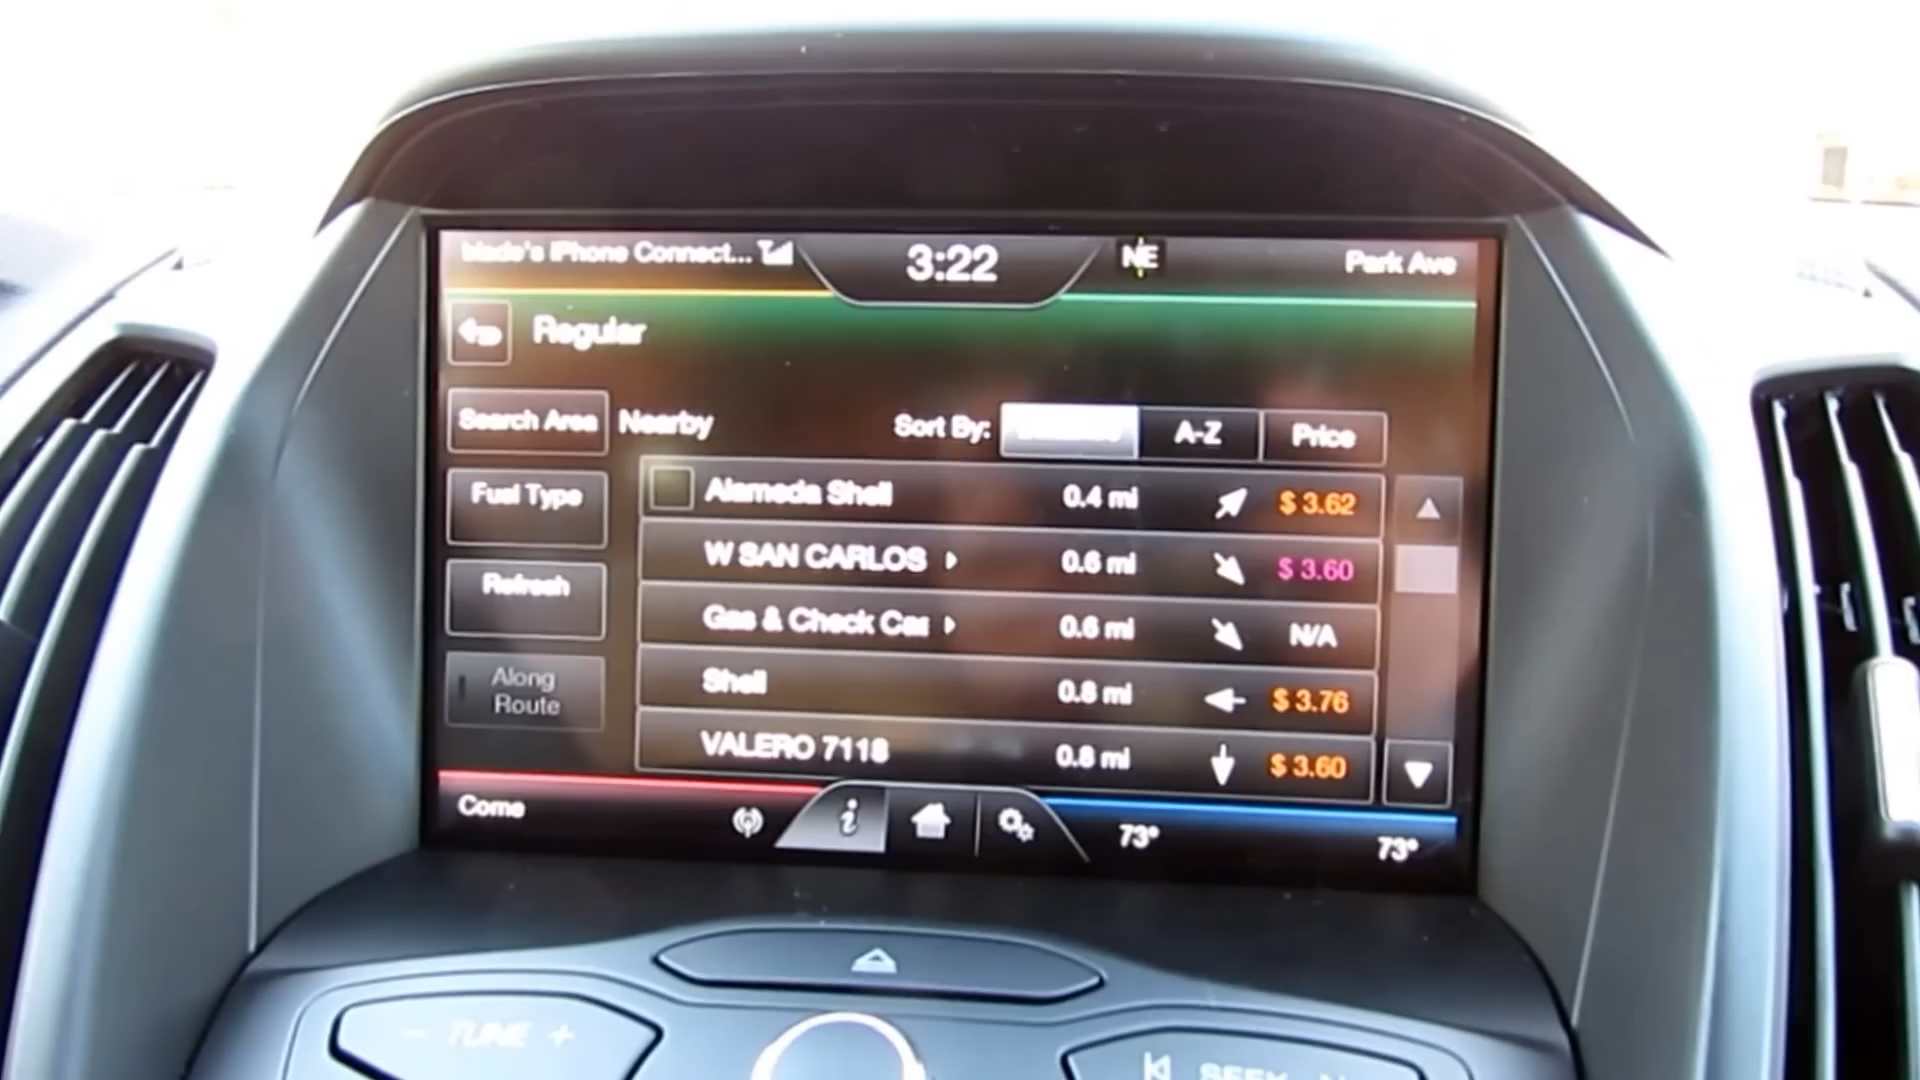 blade's iPhone Connect... 3:22 NE Park Ave
Regular
Search Area Nearby Sort By: A-Z Price
Alameda Shell 0.4 mi $ 3.62
Fuel Type
W SAN CARLOS 0.6 mi $ 3.60
Refresh
Gas & Check Cas 0.6 mi N/A
Shell 0.8 mi $ 3.76
Along
Route
VALERO 7118 0.8 mi $ 3.60
Come i 73° 73°
- TUNE +
SEEK